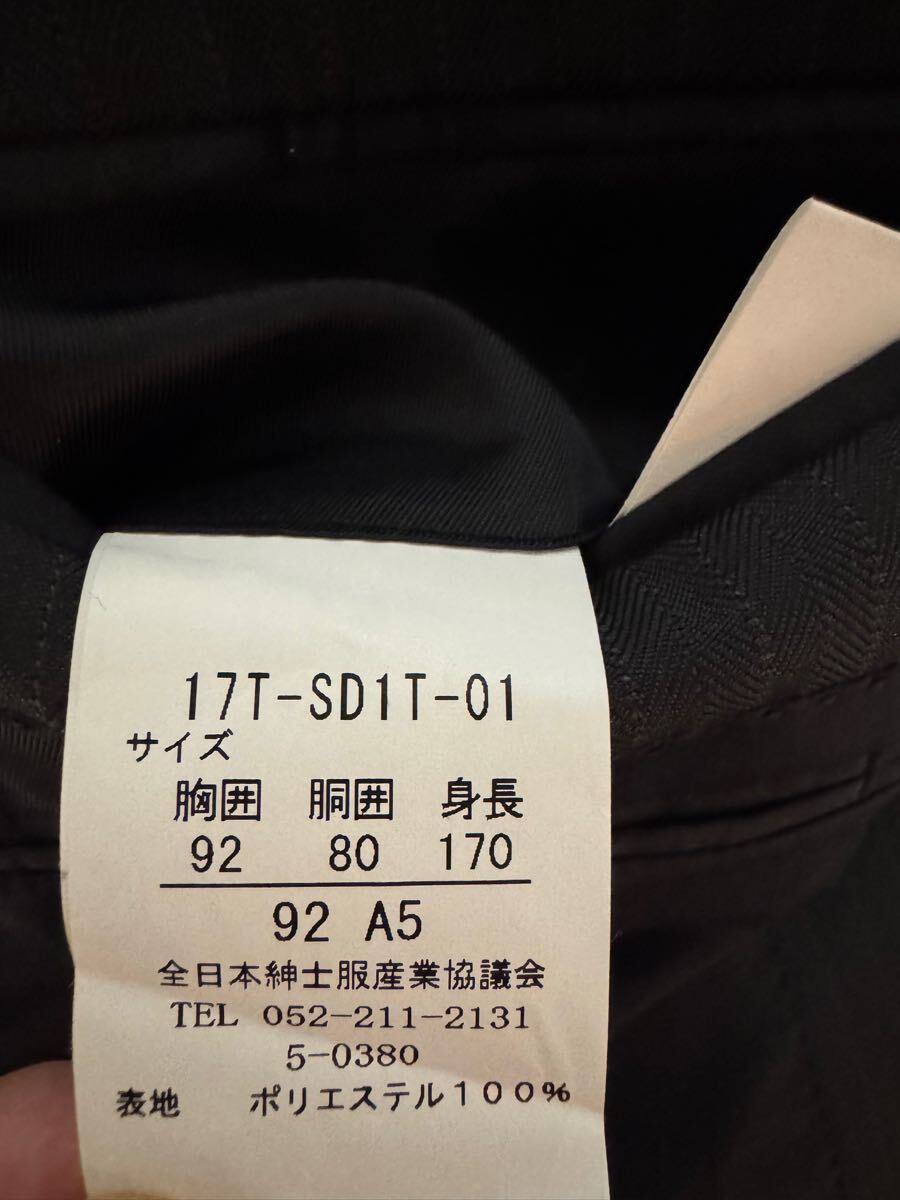 17T-SD1T-01
サイズ
胸囲 胴囲 身長
92 80 170
92 A5
全日本紳士服産業協議会
TEL 052-211-2131
5-0380
表地 ポリエステル100%